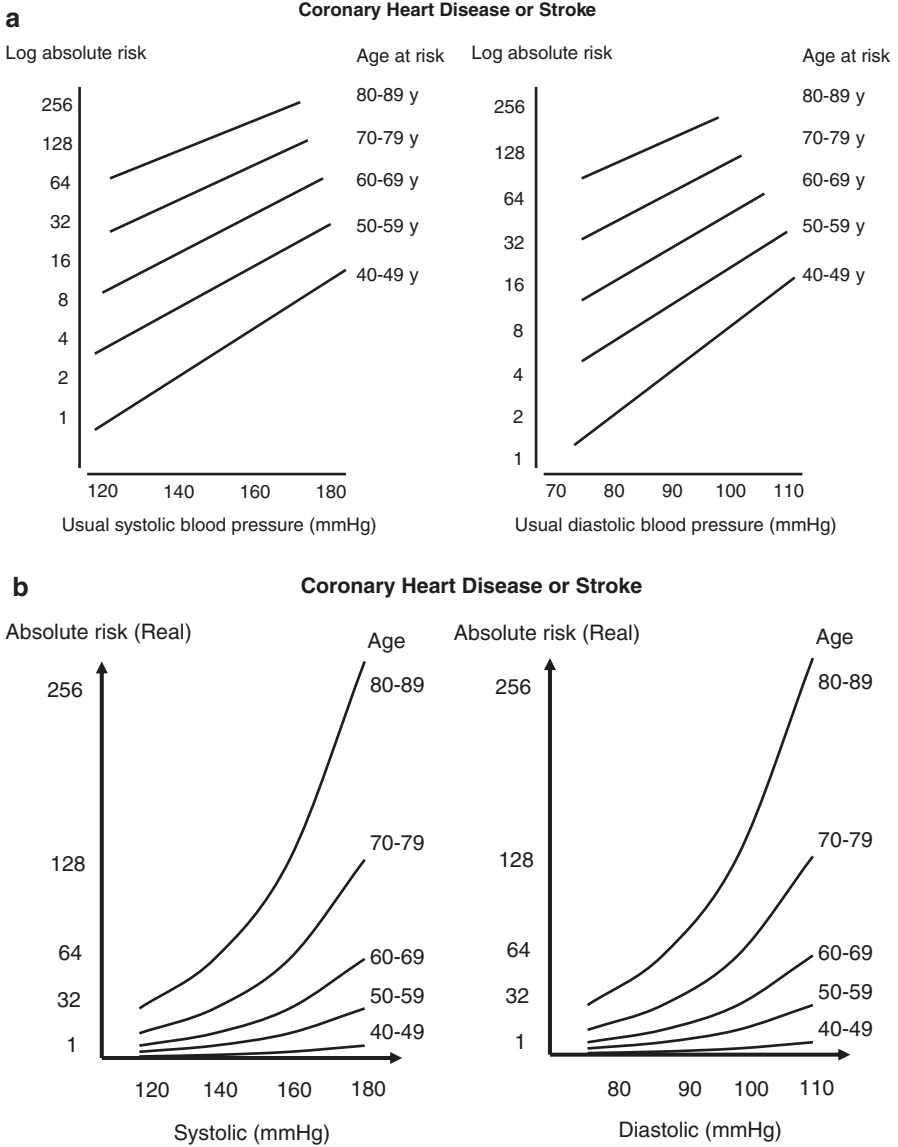 a
Coronary Heart Disease or Stroke
Log absolute risk
Age at risk
256
128
64
32
16
8
4
2
1
80-89 y
70-79 y
60-69 y
50-59 y
40-49 y
120 140 160 180
Usual systolic blood pressure (mmHg)
Log absolute risk
Age at risk
256
128
64
32
16
8
4
2
1
80-89 y
70-79 y
60-69 y
50-59 y
40-49 y
70 80 90 100 110
Usual diastolic blood pressure (mmHg)
b
Coronary Heart Disease or Stroke
Absolute risk (Real)
Age
256
128
64
32
1
80-89
70-79
60-69
50-59
40-49
120 140 160 180
Systolic (mmHg)
Absolute risk (Real)
Age
256
128
64
32
1
80-89
70-79
60-69
50-59
40-49
80 90 100 110
Diastolic (mmHg)